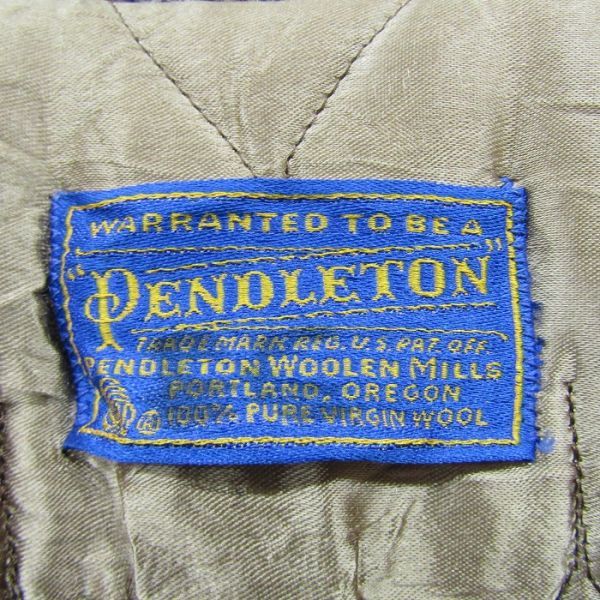 WARRANTED TO BE A
"PENDLETON"
TRADE MARK REG. U.S. PAT. OFF.
PENDLETON WOOLEN MILLS
PORTLAND, OREGON
® 100% PURE VIRGIN WOOL